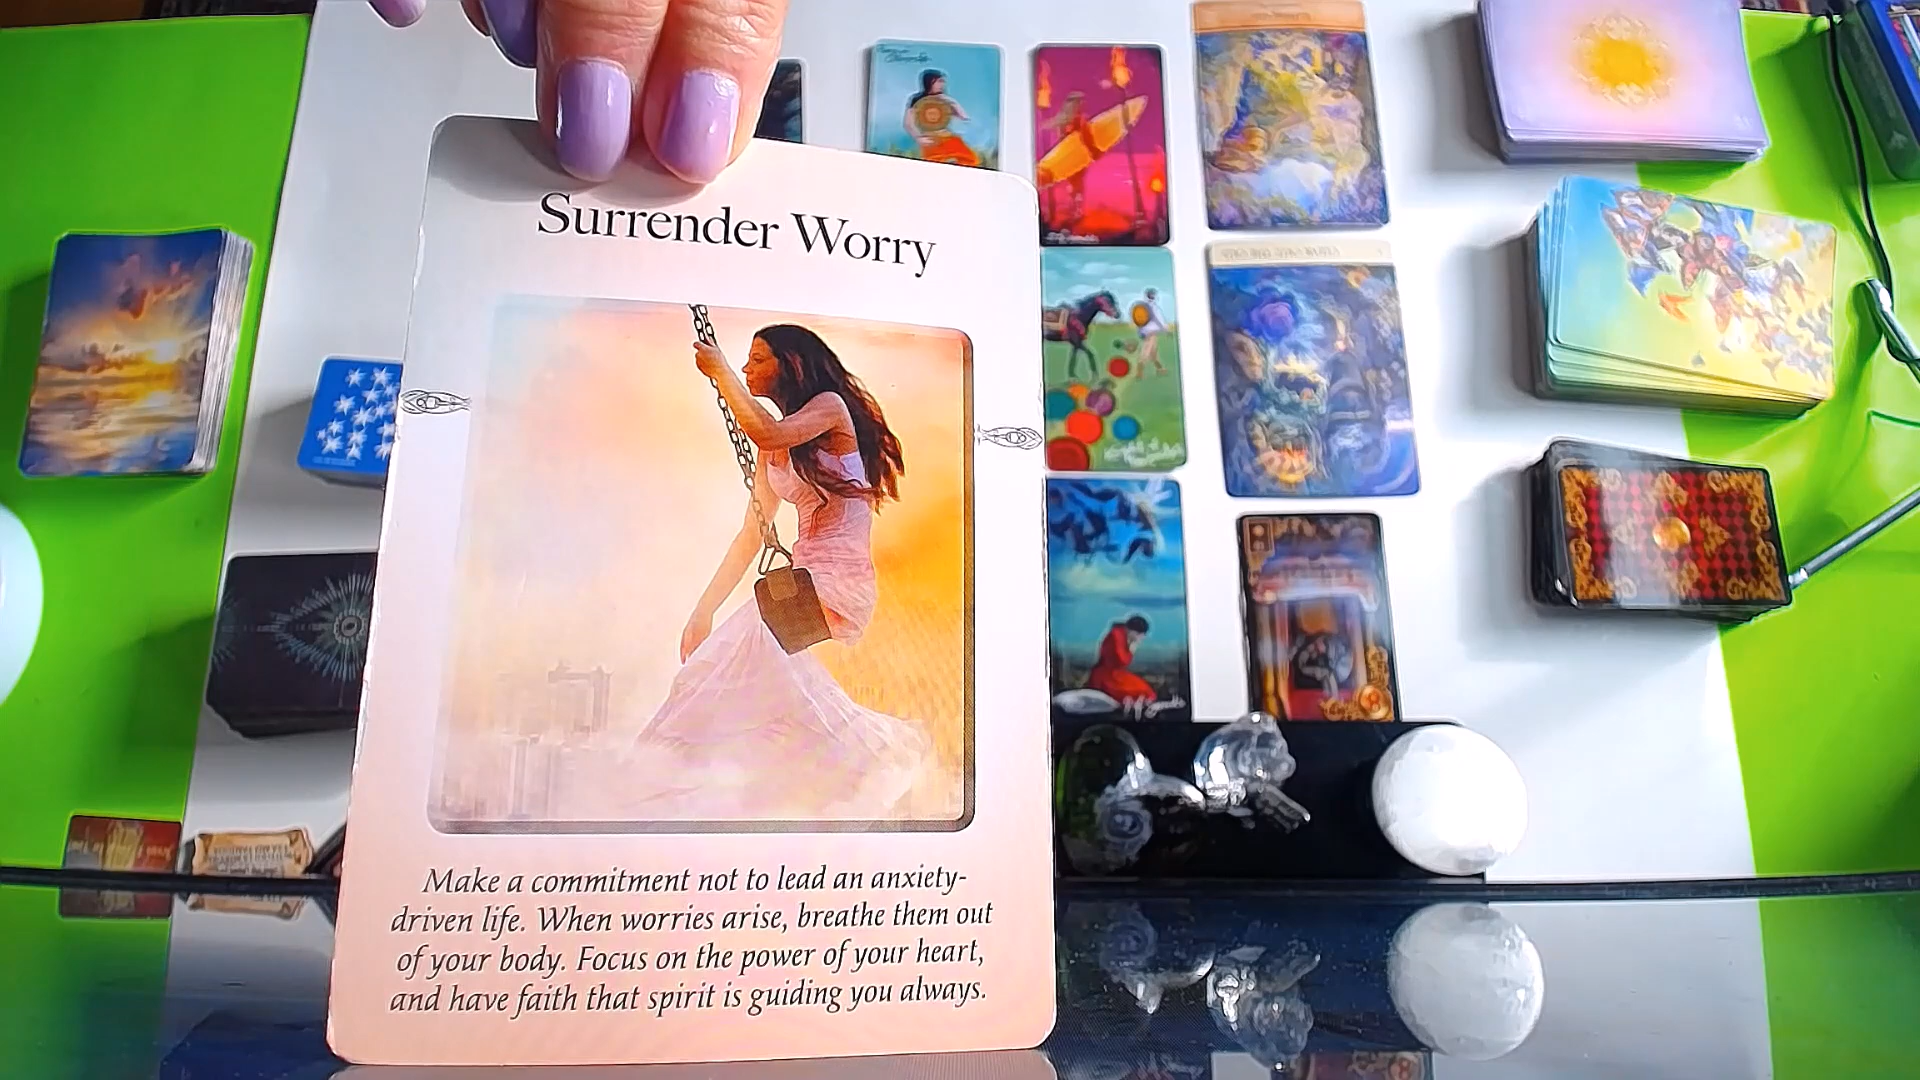 Surrender Worry
Make a commitment not to lead an anxiety-
driven life. When worries arise, breathe them out
of your body. Focus on the power of your heart,
and have faith that spirit is guiding you always.